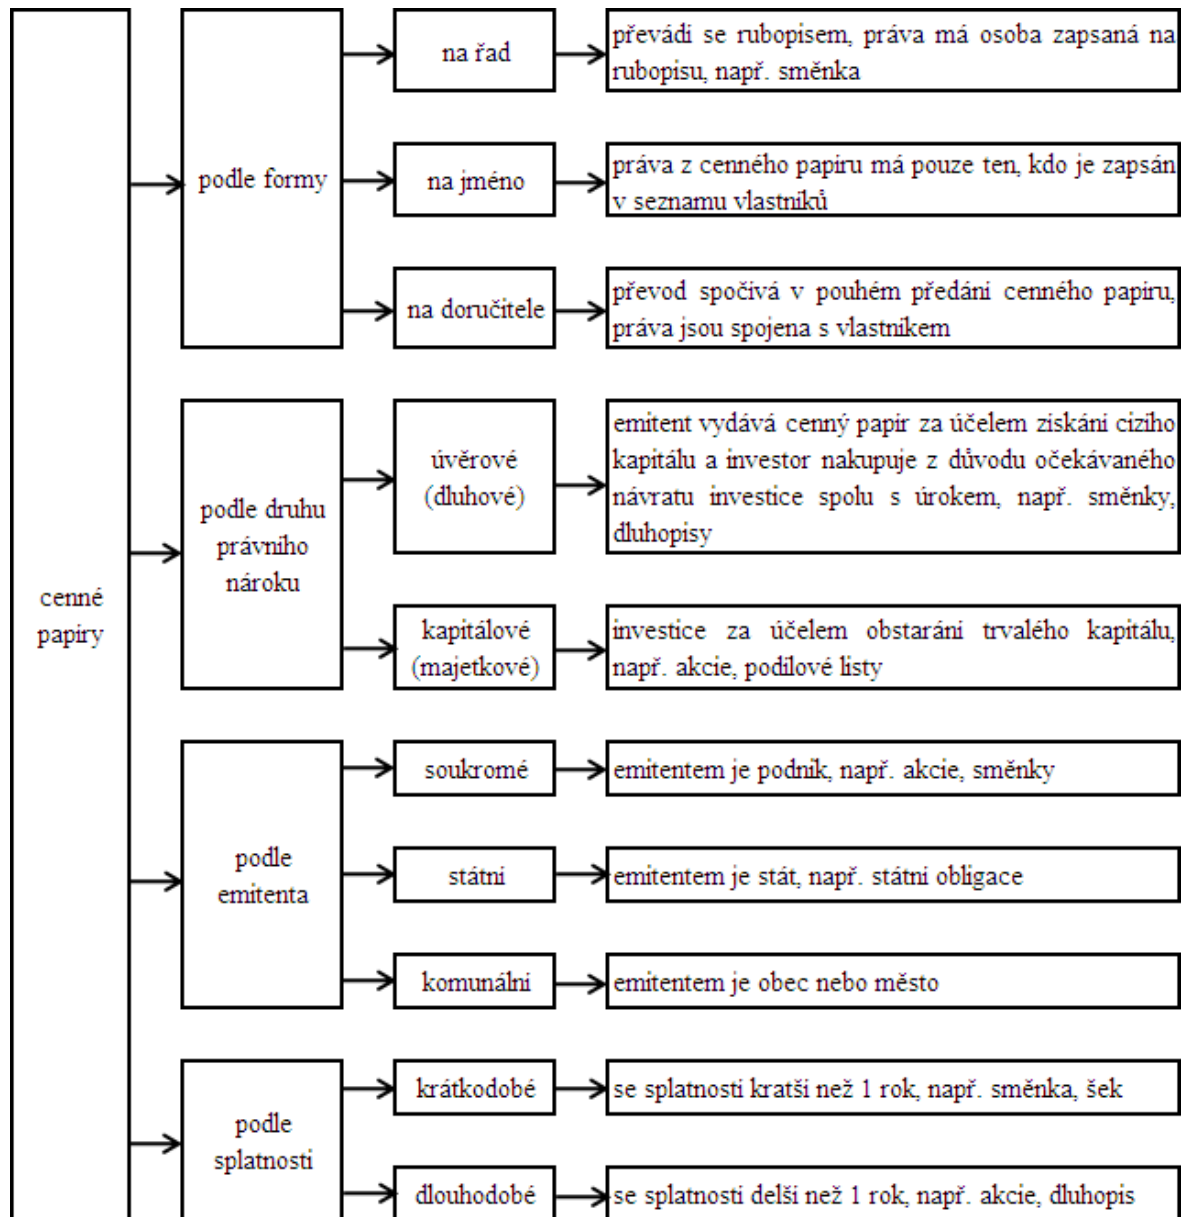 cenné
papíry
podle formy
na řad
převádí se rubopisem, práva má osoba zapsaná na
rubopisu, např. směnka
na jméno
práva z cenného papíru má pouze ten, kdo je zapsán
v seznamu vlastníků
na doručitele
převod spočívá v pouhém předání cenného papíru,
práva jsou spojena s vlastníkem
podle druhu
právního
nároku
úvěrové
(dluhové)
emitent vydává cenný papír za účelem získání cizího
kapitálu a investor nakupuje z důvodu očekávaného
návratu investice spolu s úrokem, např. směnky,
dluhopisy
kapitálové
(majetkové)
investice za účelem obstarání trvalého kapitálu,
např. akcie, podílové listy
podle
emitenta
soukromé
emitentem je podnik, např. akcie, směnky
státní
emitentem je stát, např. státní obligace
komunální
emitentem je obec nebo město
podle
splatnosti
krátkodobé
se splatností kratší než 1 rok, např. směnka, šek
dlouhodobé
se splatností delší než 1 rok, např. akcie, dluhopis